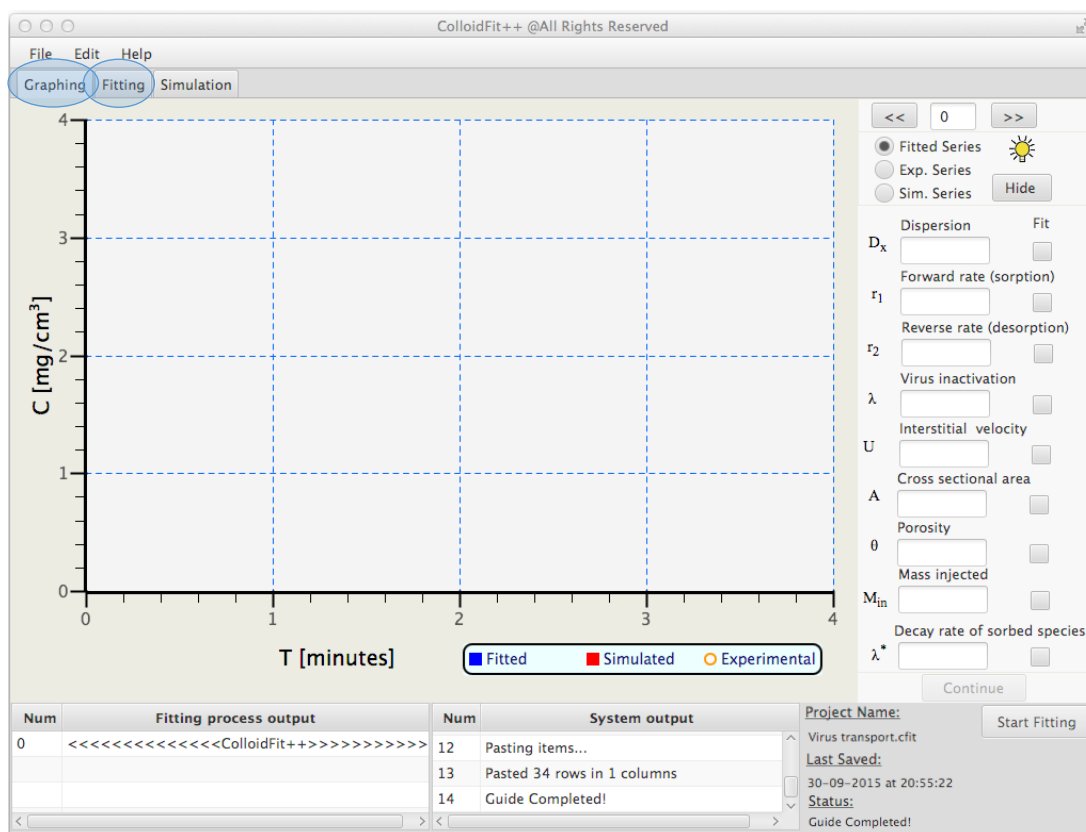 ColloidFit++ @All Rights Reserved
File Edit Help
Graphing Fitting Simulation
<< 0 >>
Fitted Series
Exp. Series
Sim. Series
Hide
4
3
2
1
0
C [mg/cm³]
0 1 2 3 4
T [minutes]
Fitted Simulated Experimental
Dispersion Fit
Dx
Forward rate (sorption)
r1
Reverse rate (desorption)
r2
Virus inactivation
λ
Interstitial velocity
U
Cross sectional area
A
Porosity
θ
Mass injected
Min
Decay rate of sorbed species
λ*
Continue
Num Fitting process output
0 <<<<<<<<<<<<<<ColloidFit++>>>>>>>>>>>
Num System output
12 Pasting items...
13 Pasted 34 rows in 1 columns
14 Guide Completed!
Project Name:
Virus transport.cfit
Last Saved:
30-09-2015 at 20:55:22
Status:
Guide Completed!
Start Fitting